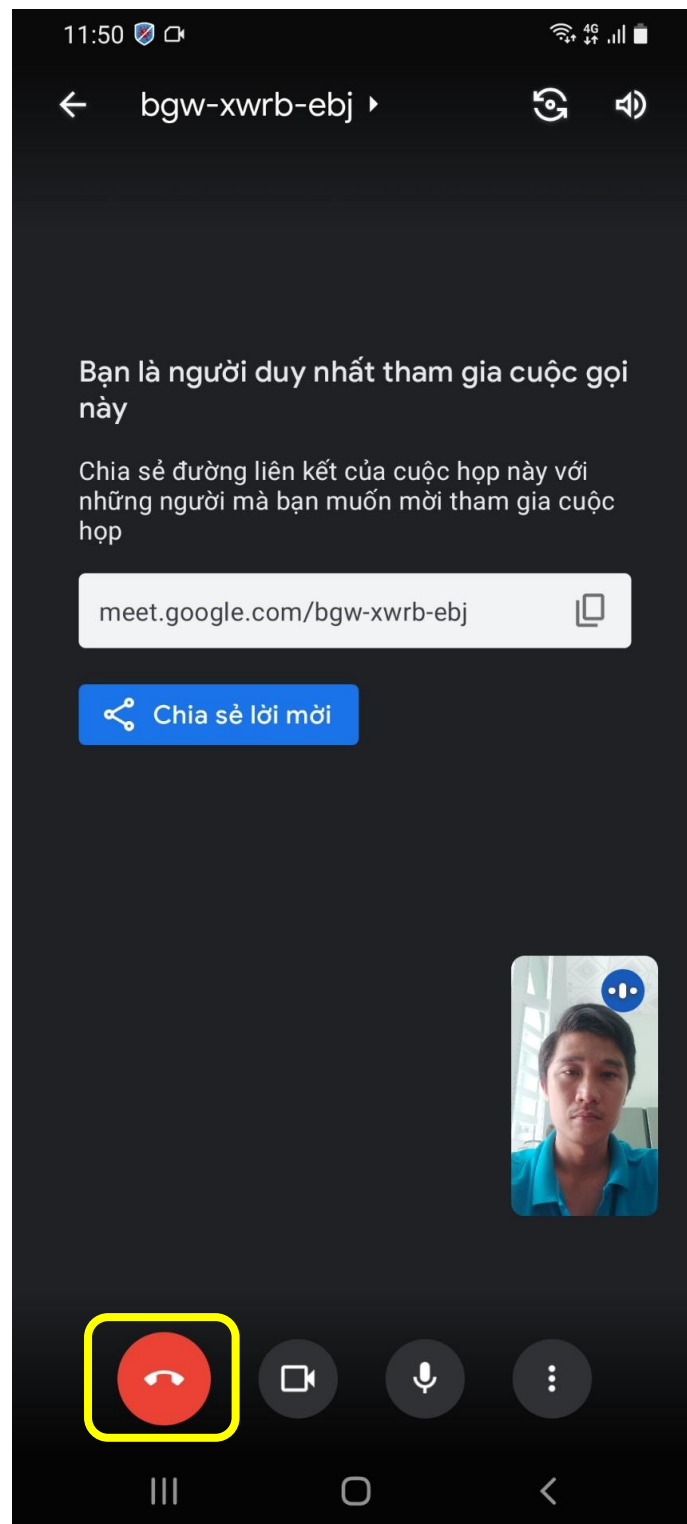 11:50 4G
bgw-xwrb-ebj
Bạn là người duy nhất tham gia cuộc gọi
này
Chia sẻ đường liên kết của cuộc họp này với
những người mà bạn muốn mời tham gia cuộc
họp
meet.google.com/bgw-xwrb-ebj
Chia sẻ lời mời